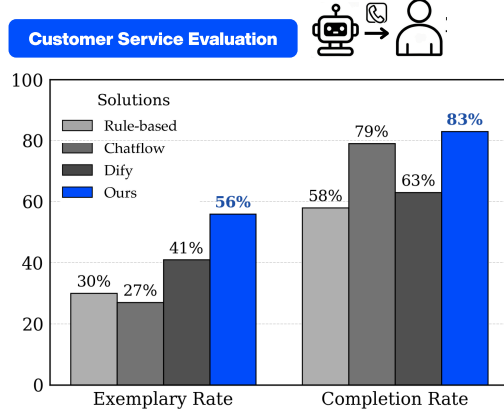 Customer Service Evaluation
100
80
60
40
20
0
Solutions
Rule-based
Chatflow
Dify
Ours
30%
27%
41%
56%
58%
79%
63%
83%
Exemplary Rate
Completion Rate